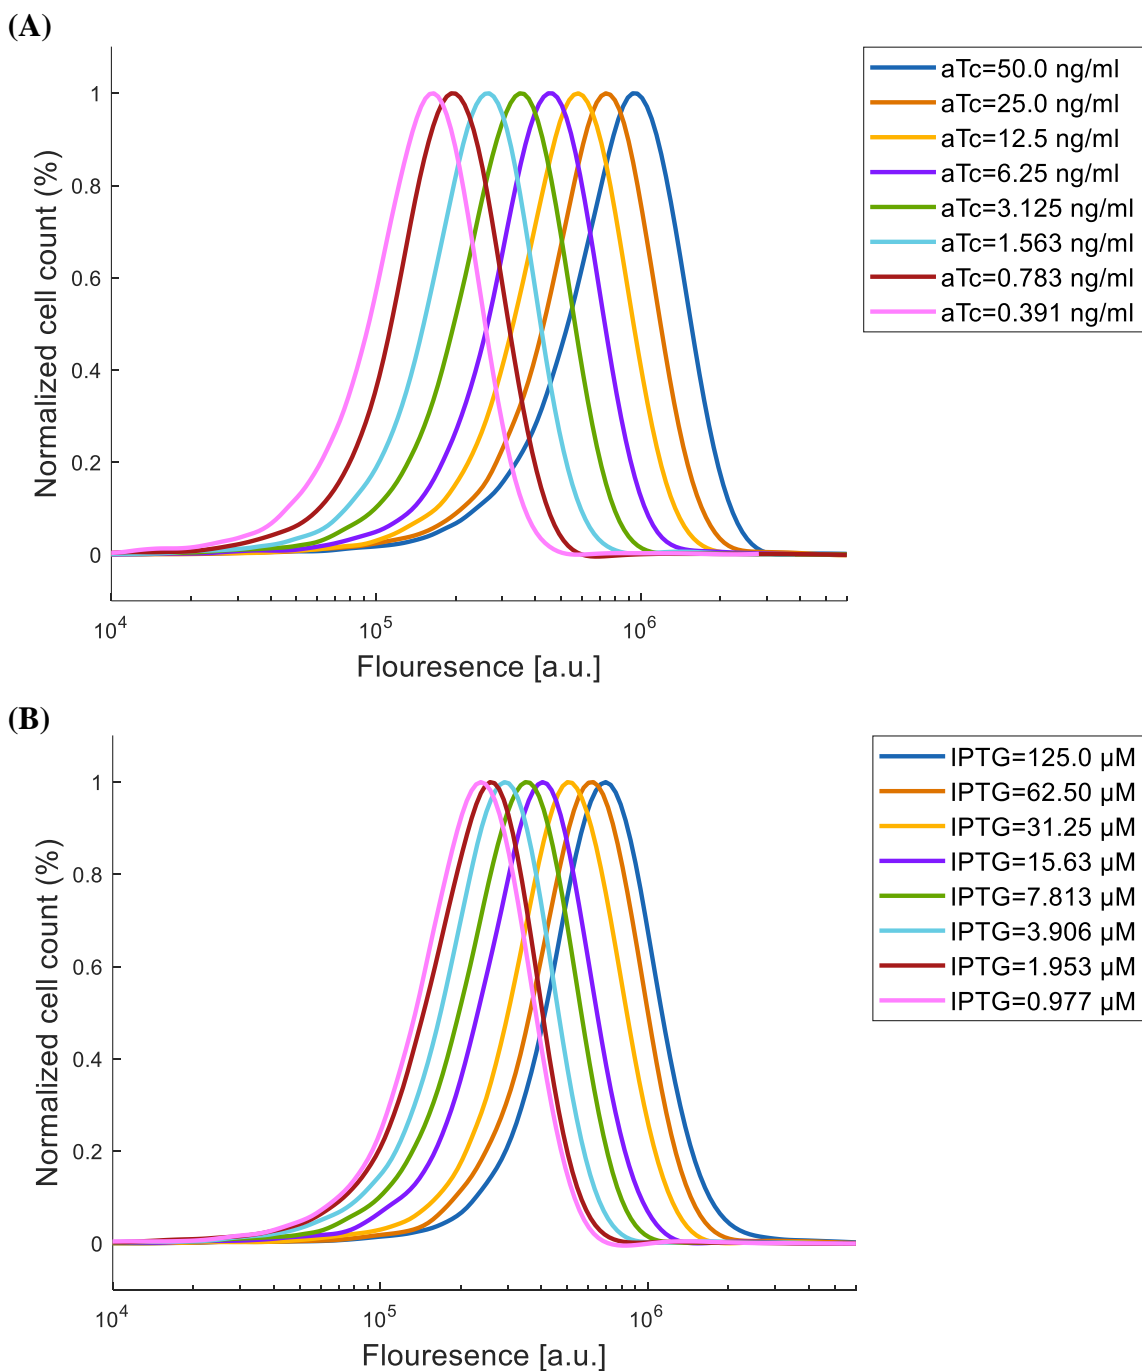 (A)
Normalized cell count (%)
1
0.8
0.6
0.4
0.2
0
10^4
10^5
10^6
Flouresence [a.u.]
aTc=50.0 ng/ml
aTc=25.0 ng/ml
aTc=12.5 ng/ml
aTc=6.25 ng/ml
aTc=3.125 ng/ml
aTc=1.563 ng/ml
aTc=0.783 ng/ml
aTc=0.391 ng/ml
(B)
Normalized cell count (%)
1
0.8
0.6
0.4
0.2
0
10^4
10^5
10^6
Flouresence [a.u.]
IPTG=125.0 µM
IPTG=62.50 µM
IPTG=31.25 µM
IPTG=15.63 µM
IPTG=7.813 µM
IPTG=3.906 µM
IPTG=1.953 µM
IPTG=0.977 µM